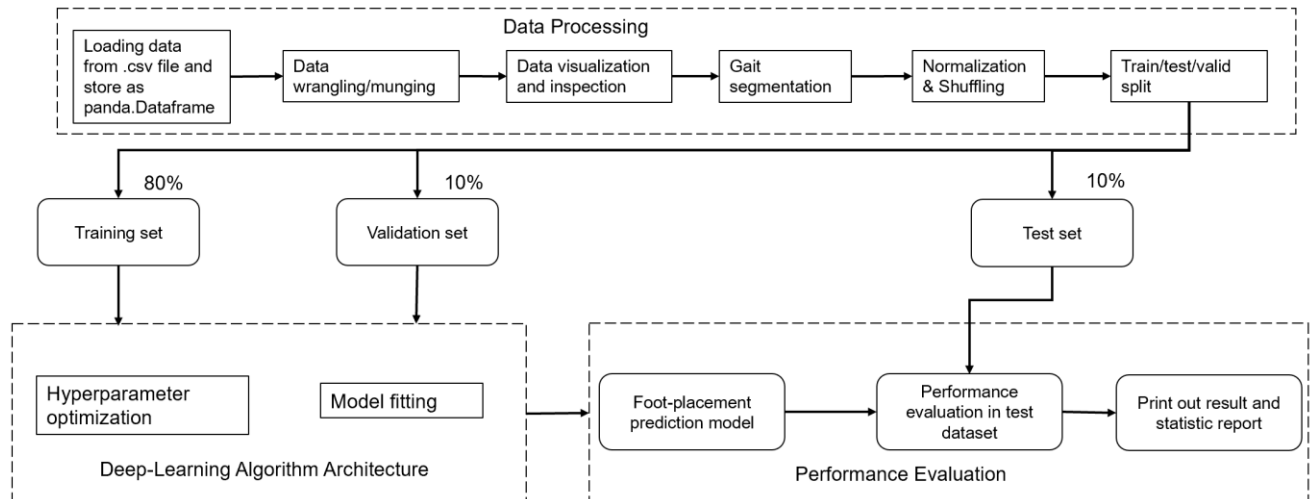 Data Processing
Loading data
from .csv file and
store as
panda.Dataframe
Data
wrangling/munging
Data visualization
and inspection
Gait
segmentation
Normalization
& Shuffling
Train/test/valid
split
80%
10%
10%
Training set
Validation set
Test set
Hyperparameter
optimization
Model fitting
Deep-Learning Algorithm Architecture
Foot-placement
prediction model
Performance
evaluation in test
dataset
Print out result and
statistic report
Performance Evaluation